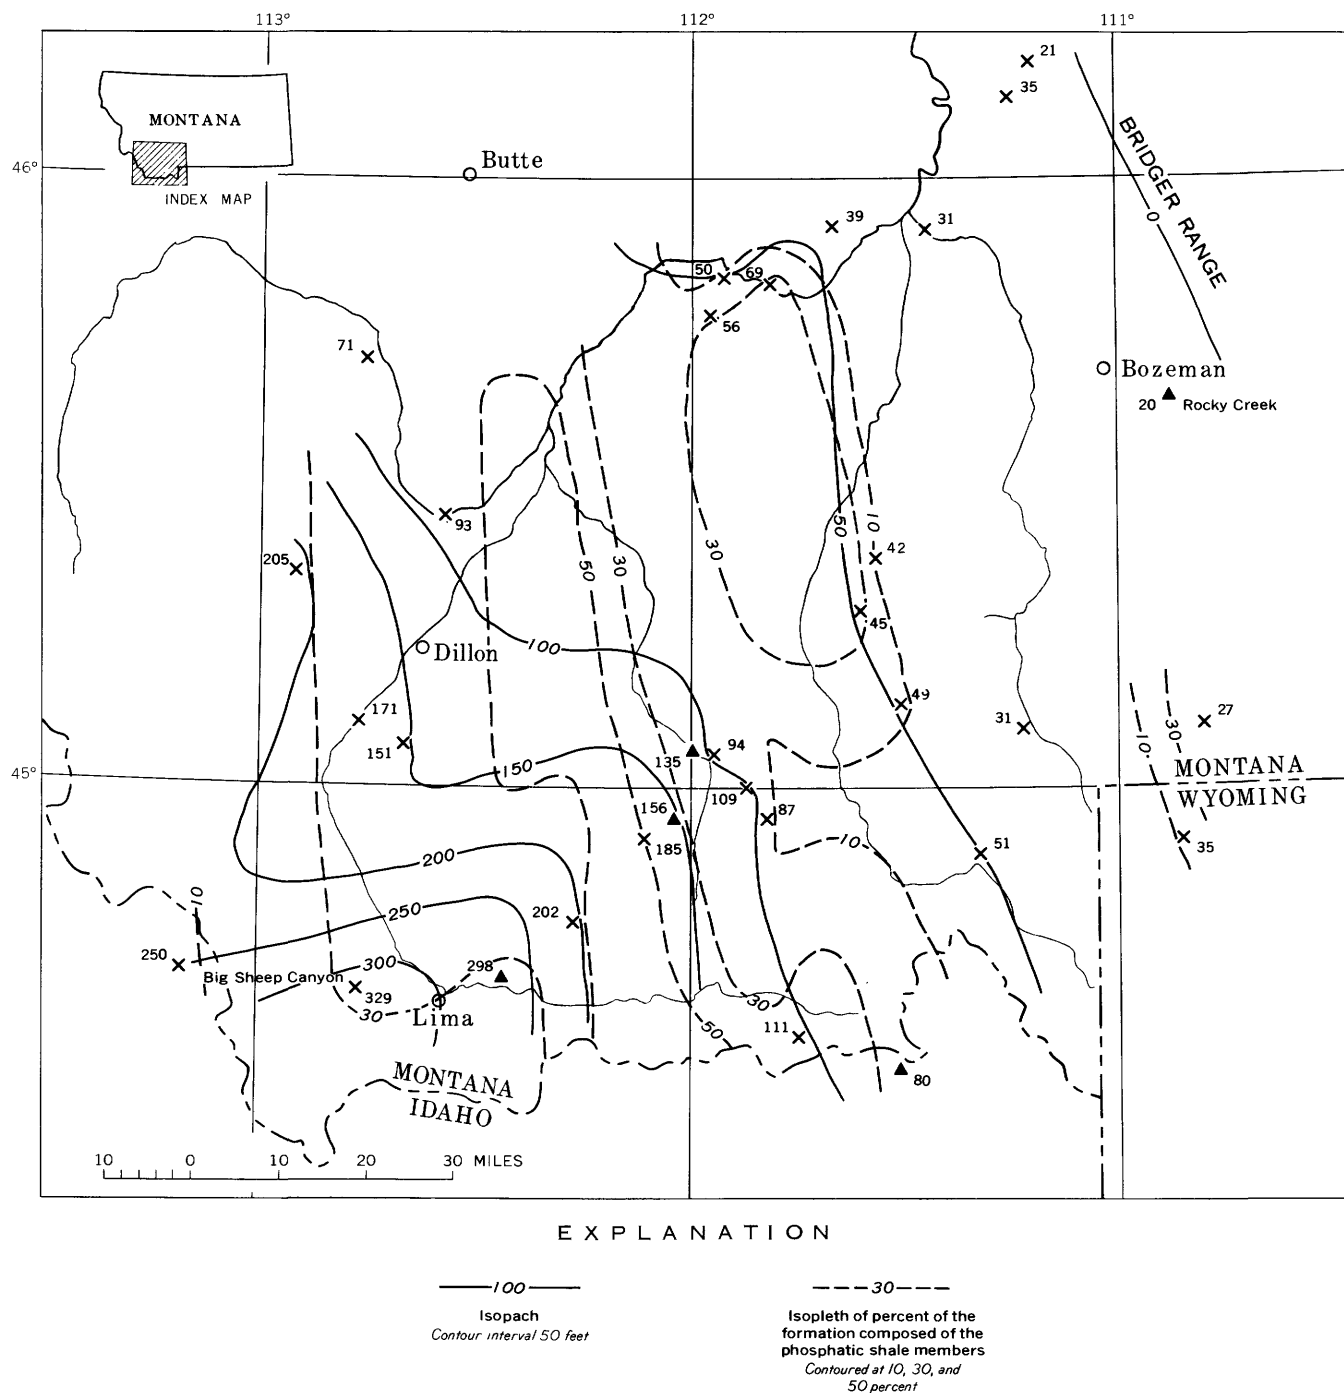 113°
112°
111°
21
35
MONTANA
BRIDGER RANGE
46°
Butte
INDEX MAP
0
39
31
50
69
56
71
Bozeman
20
Rocky Creek
93
50
10
30
50
30
42
205
45
100
Dillon
49
171
31
27
30
151
94
10
135
45°
150
MONTANA
WYOMING
109
156
87
185
10
51
35
200
10
250
202
250
Big Sheep Canyon
300
298
329
30
30
Lima
50
111
80
MONTANA
IDAHO
10 0 10 20 30 MILES
EXPLANATION
100
Isopach
Contour interval 50 feet
30
Isopleth of percent of the
formation composed of the
phosphatic shale members
Contoured at 10, 30, and
50 percent